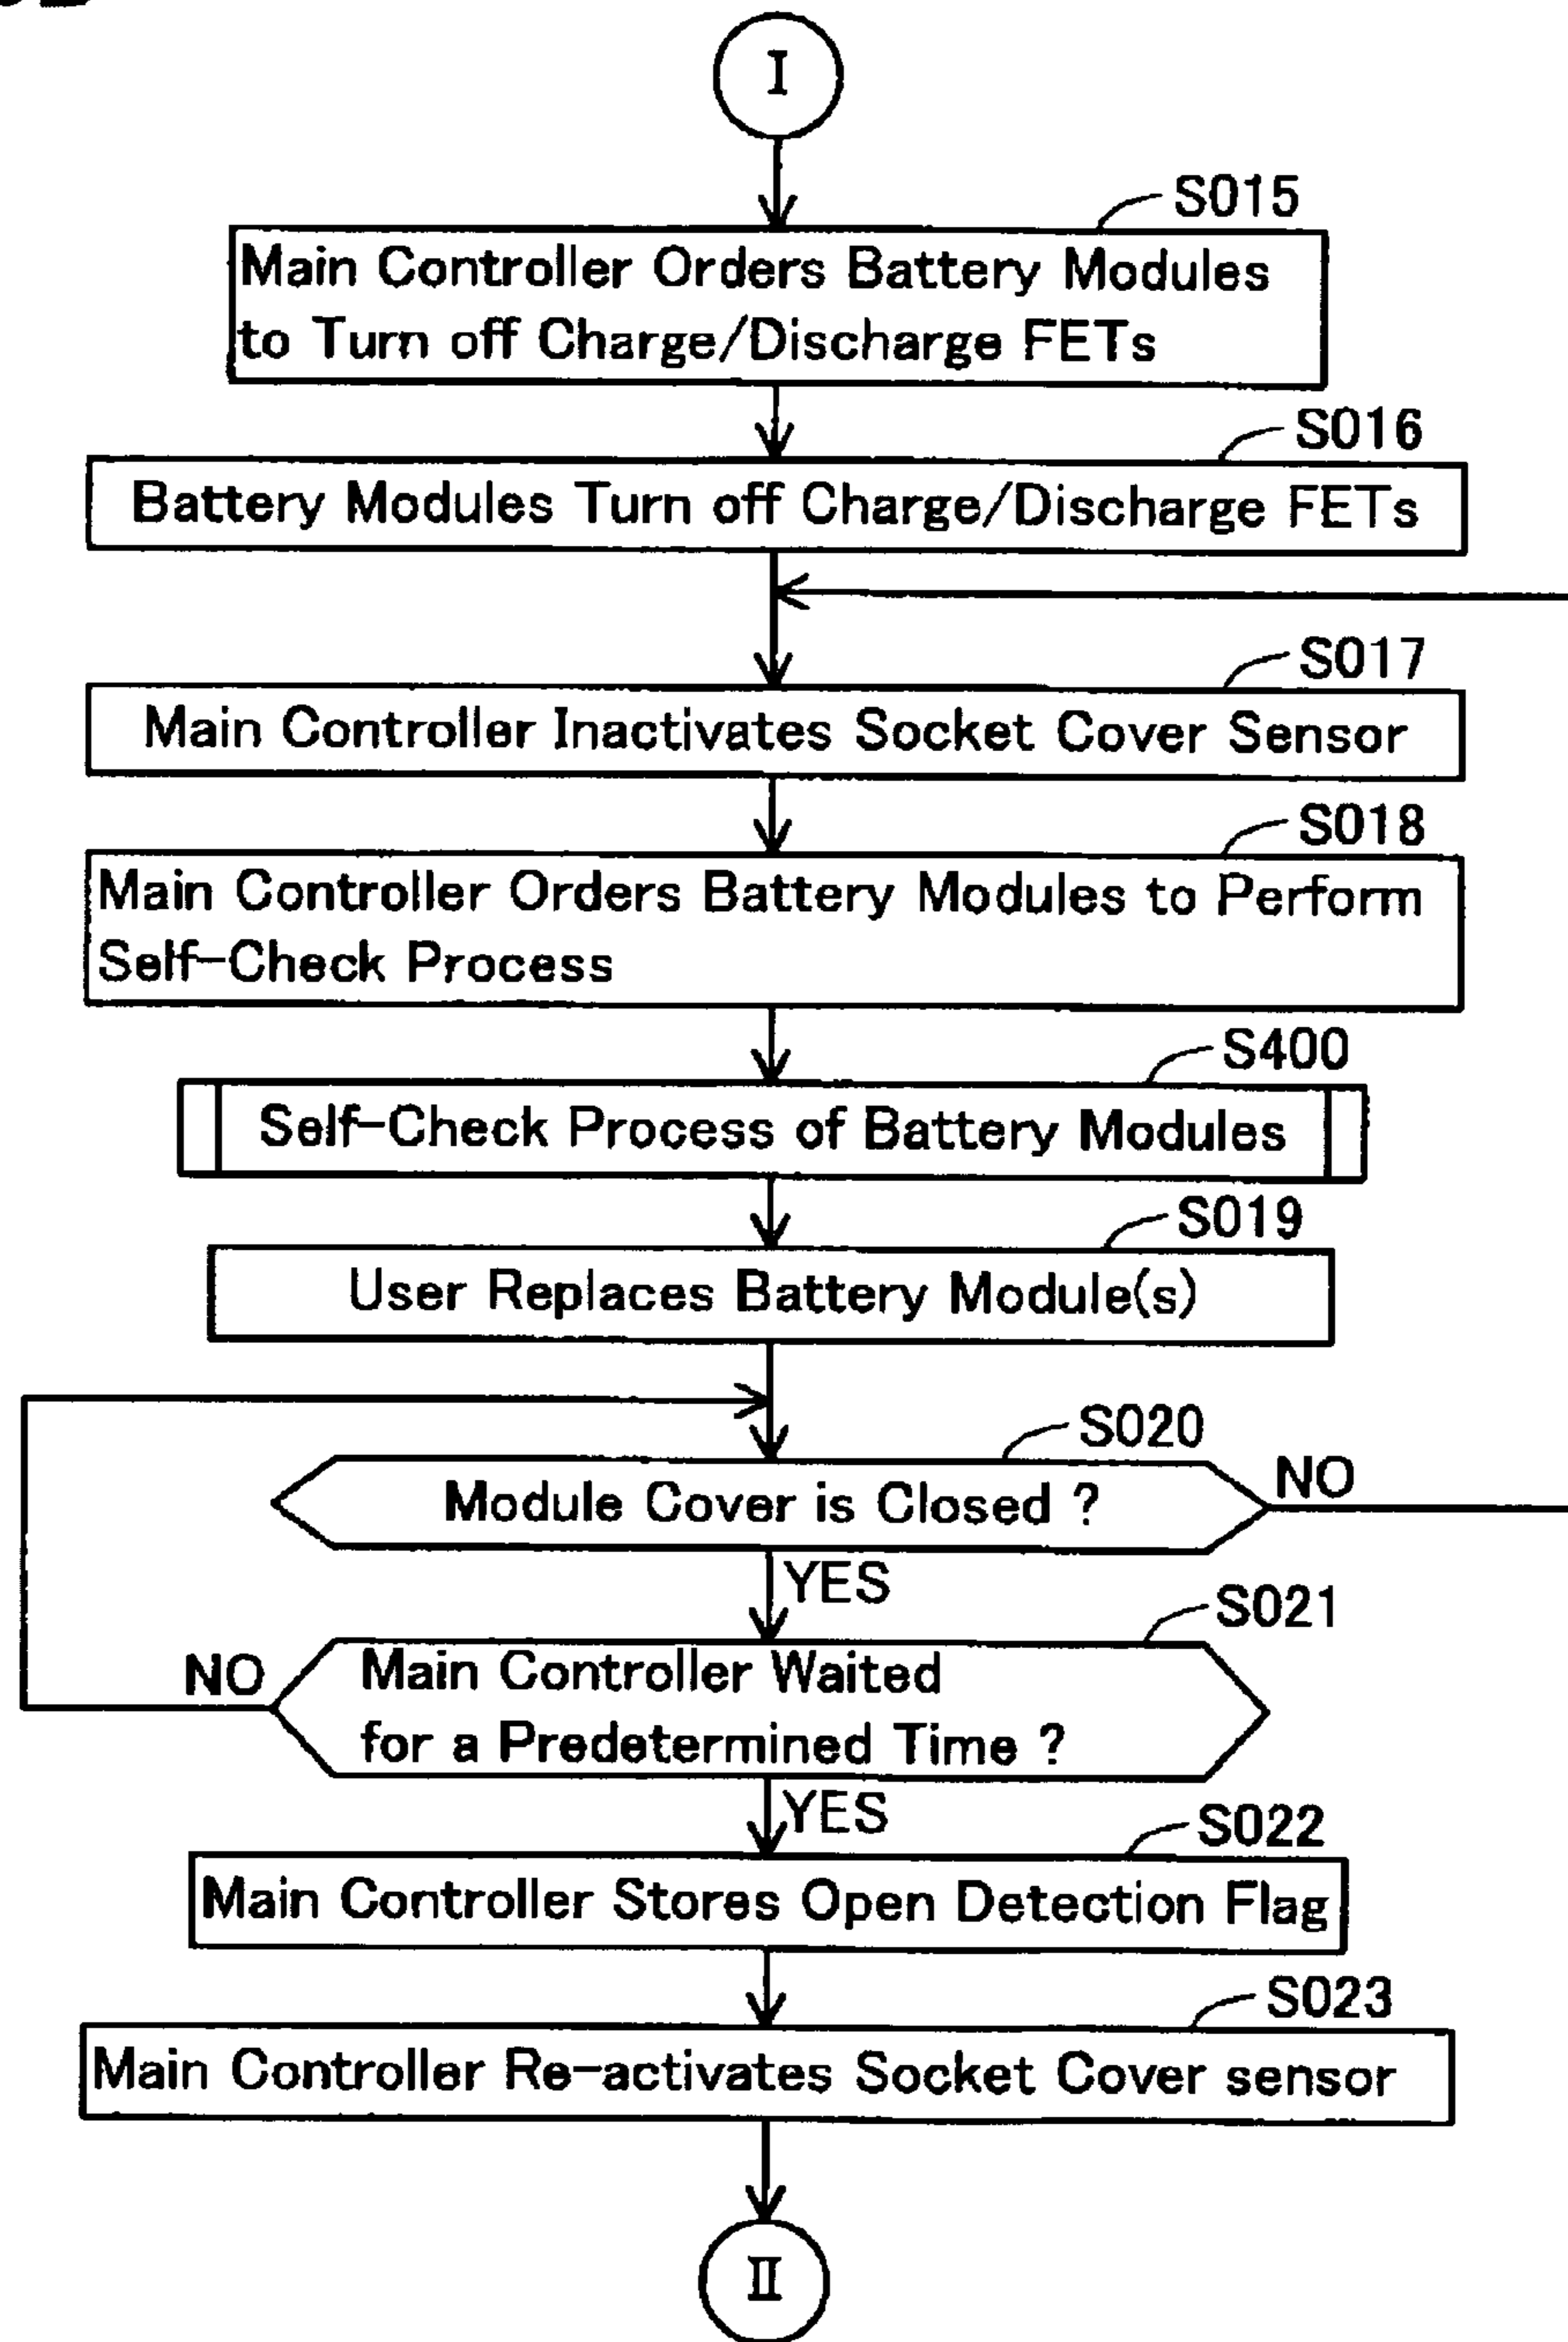 I
S015
Main Controller Orders Battery Modules
to Turn off Charge/Discharge FETs
S016
Battery Modules Turn off Charge/Discharge FETs
S017
Main Controller Inactivates Socket Cover Sensor
S018
Main Controller Orders Battery Modules to Perform
Self-Check Process
S400
Self-Check Process of Battery Modules
S019
User Replaces Battery Module(s)
S020
Module Cover is Closed ?
NO
YES
S021
NO
Main Controller Waited
for a Predetermined Time ?
YES
S022
Main Controller Stores Open Detection Flag
S023
Main Controller Re-activates Socket Cover sensor
II